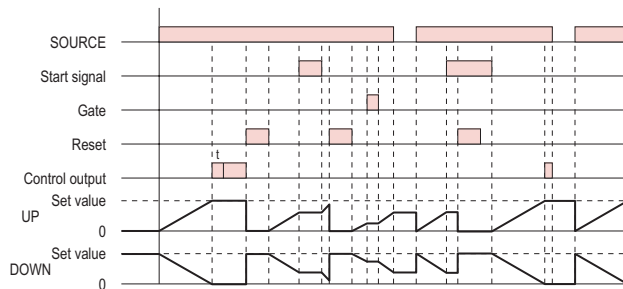 SOURCE
Start signal
Gate
Reset
t
Control output
Set value
UP
0
Set value
DOWN
0